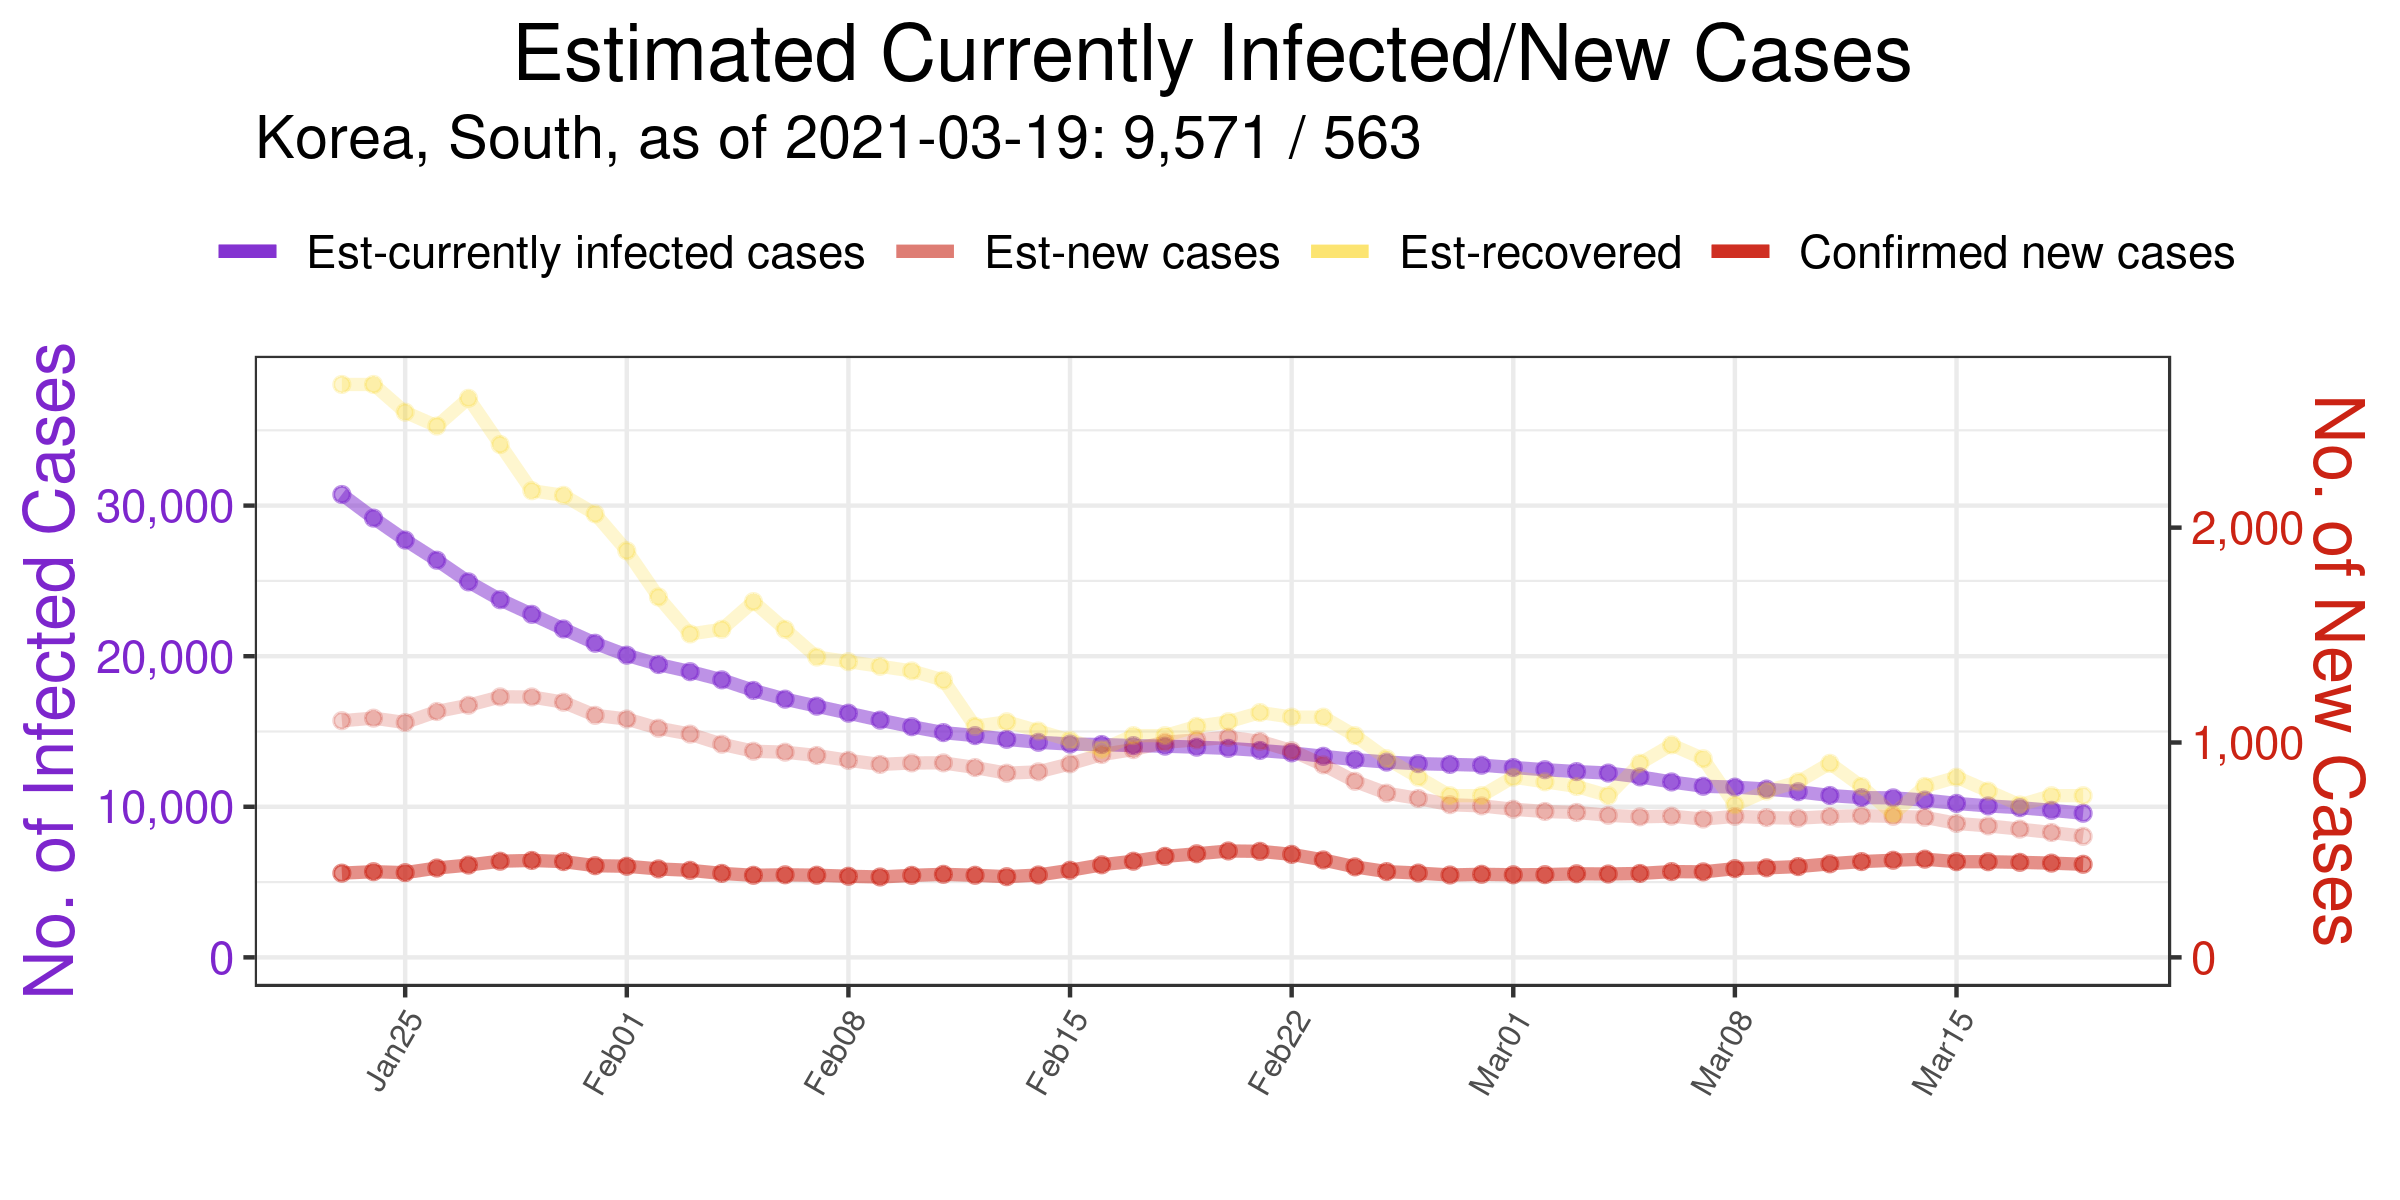 Estimated Currently Infected/New Cases
Korea, South, as of 2021-03-19: 9,571 / 563
Est-currently infected cases Est-new cases Est-recovered Confirmed new cases
No. of Infected Cases
30,000
20,000
10,000
0
2,000
1,000
0
No. of New Cases
Jan25 Feb01 Feb08 Feb15 Feb22 Mar01 Mar08 Mar15